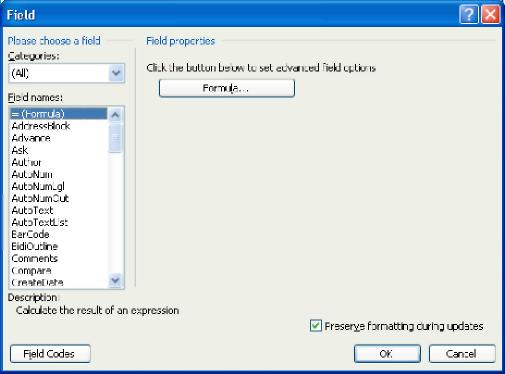 Field
Please choose a field
Categories:
(All)
Field names:
= (Formula)
AddressBlock
Advance
Ask
Author
AutoNum
AutoNumLgl
AutoNumOut
AutoText
AutoTextList
BarCode
BidiOutline
Comments
Compare
CreateDate
Description:
Calculate the result of an expression
Field Codes
Field properties
Click the button below to set advanced field options
Formula...
Preserve formatting during updates
OK
Cancel